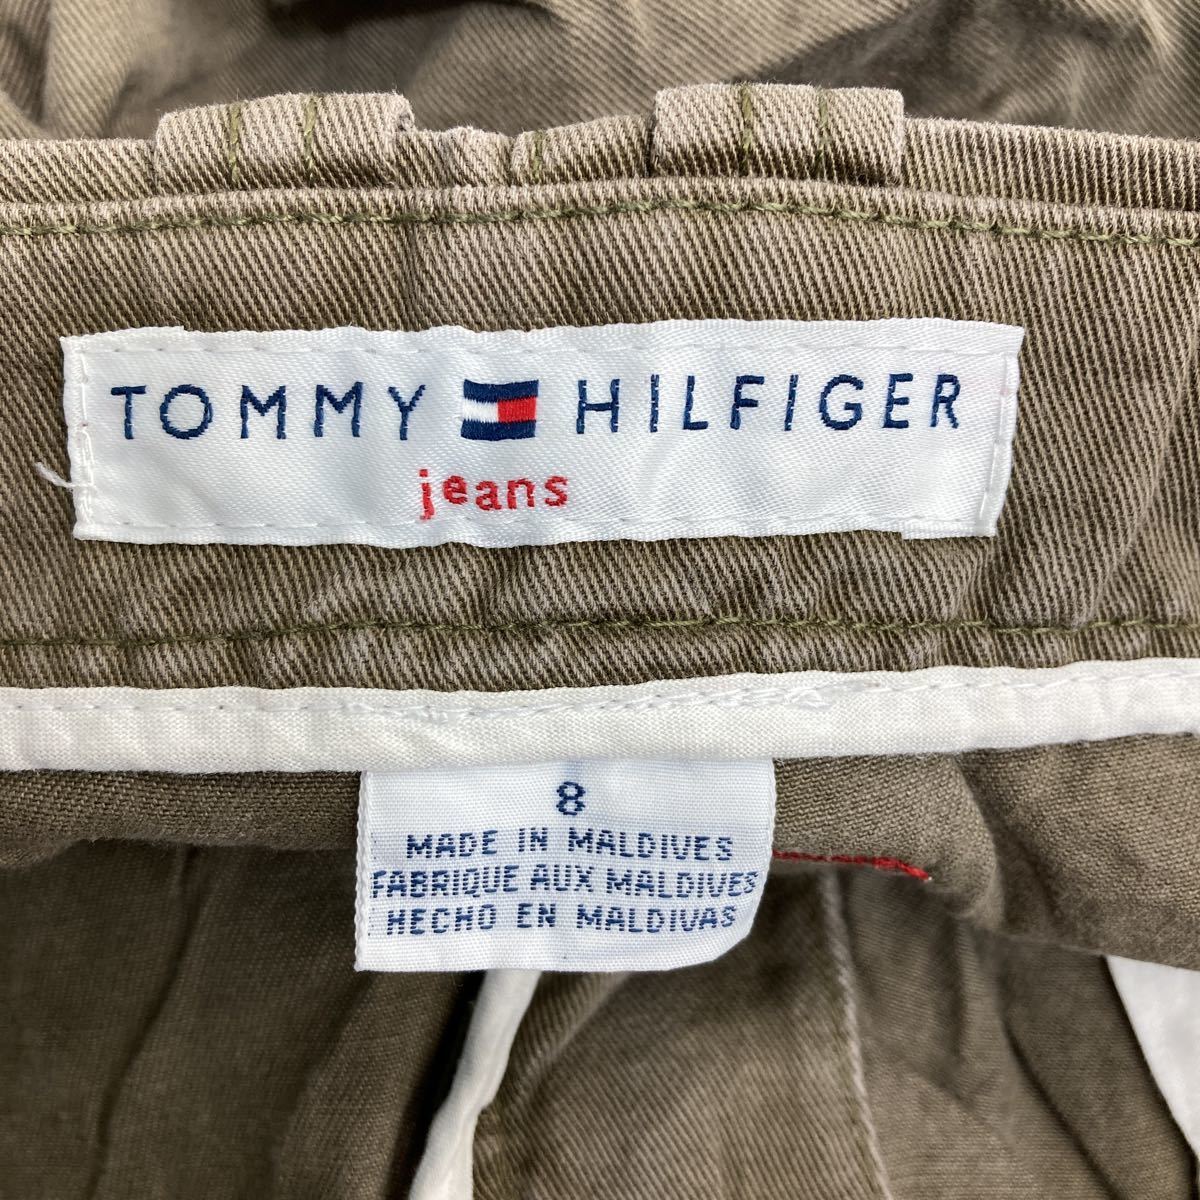 TOMMY HILFIGER
jeans
8
MADE IN MALDIVES
FABRIQUE AUX MALDIVES
HECHO EN MALDIVAS